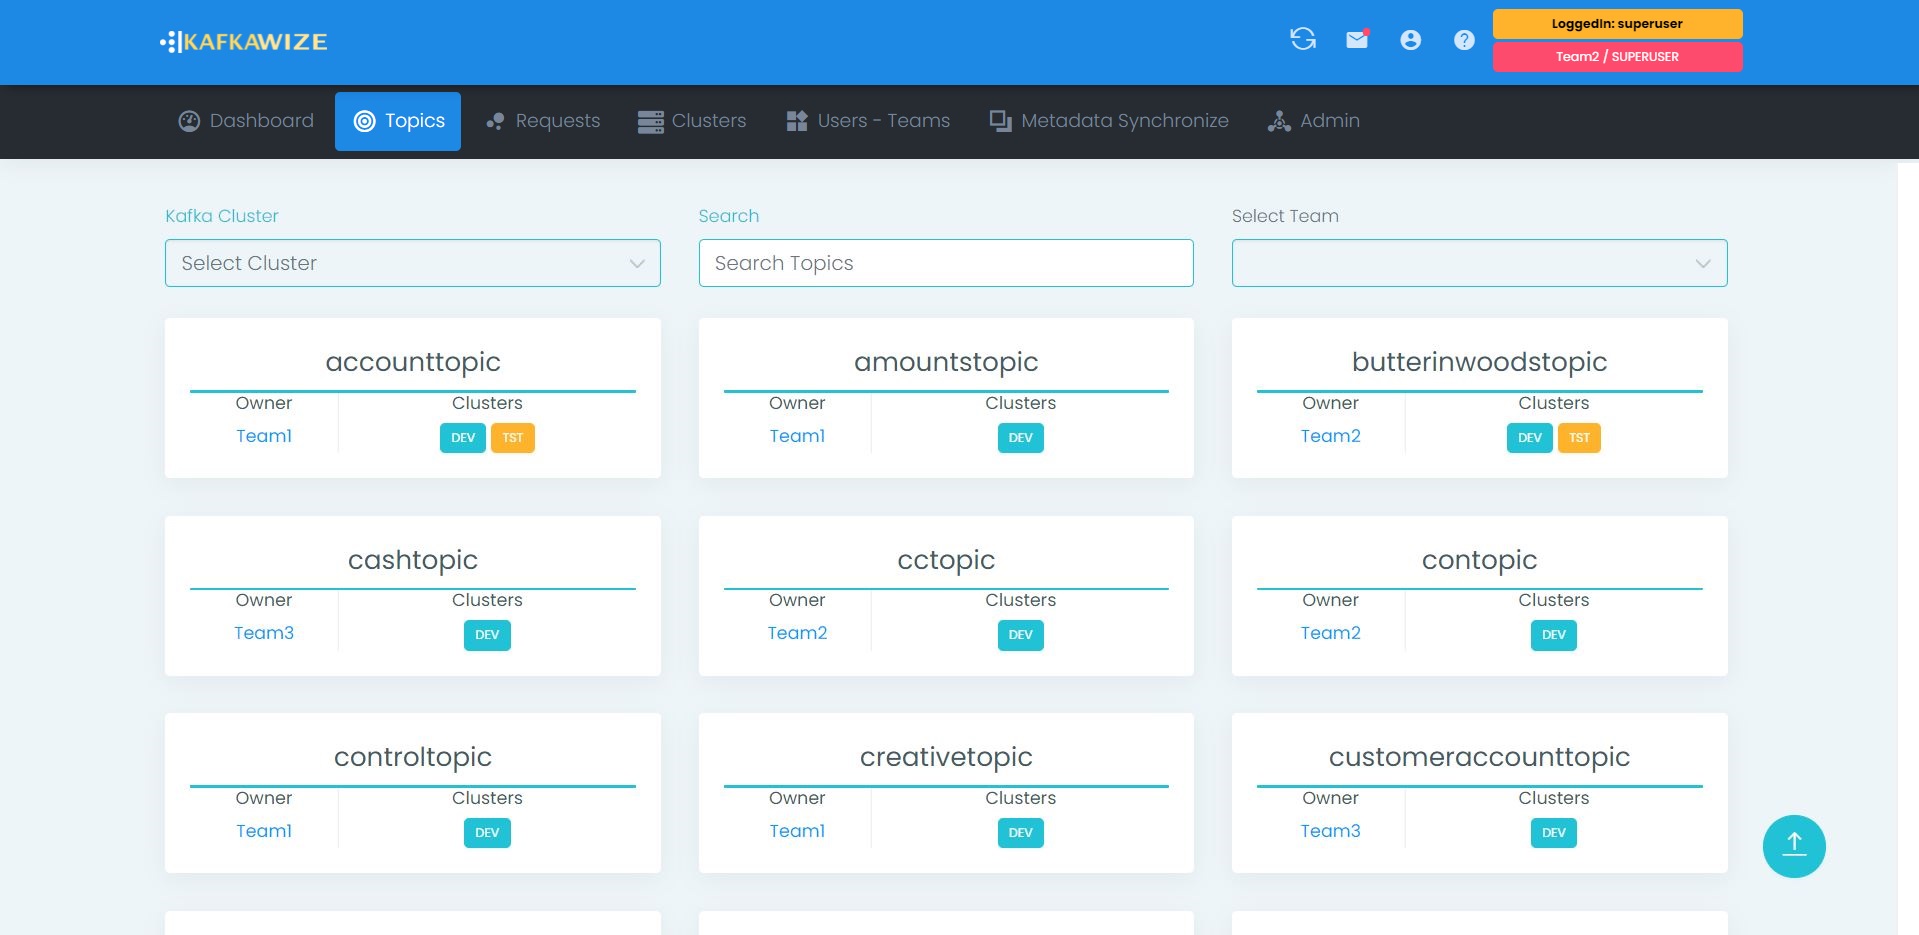 KAFKAWIZE
LoggedIn: superuser
Team2 / SUPERUSER
Dashboard Topics Requests Clusters Users - Teams Metadata Synchronize Admin
Kafka Cluster Search Select Team
Select Cluster Search Topics
accounttopic amountstopic butterinwoodstopic
Owner Clusters Owner Clusters Owner Clusters
Team1 DEV TST Team1 DEV Team2 DEV TST
cashtopic cctopic contopic
Owner Clusters Owner Clusters Owner Clusters
Team3 DEV Team2 DEV Team2 DEV
controltopic creativetopic customeraccounttopic
Owner Clusters Owner Clusters Owner Clusters
Team1 DEV Team1 DEV Team3 DEV